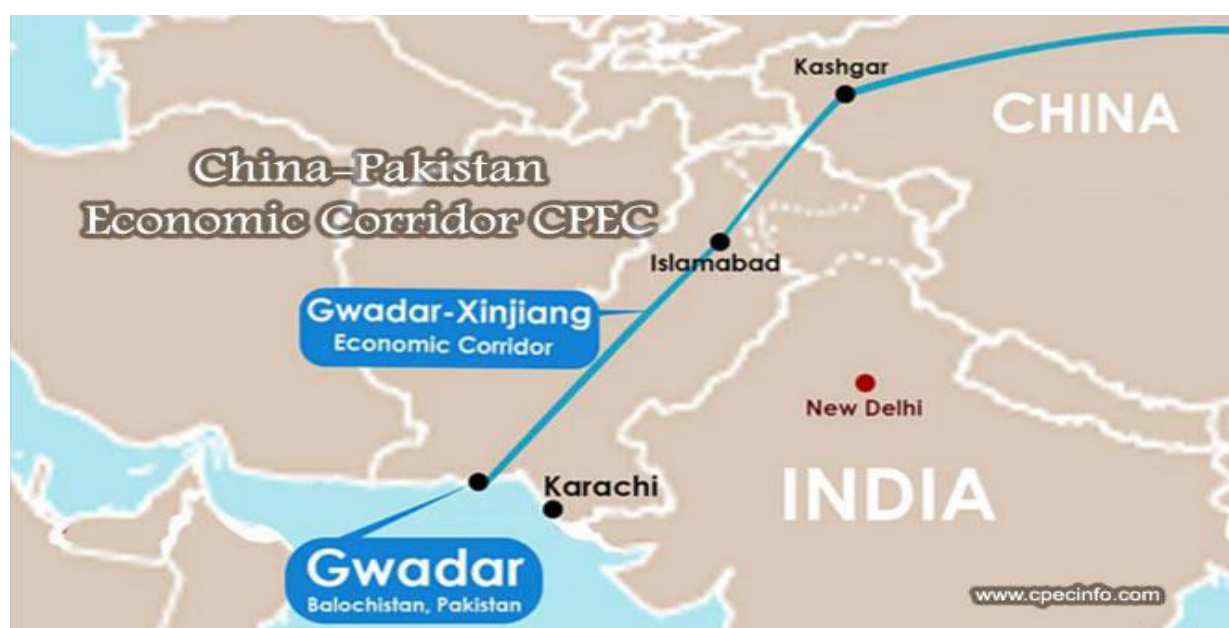 Kashgar
CHINA
China-Pakistan
Economic Corridor CPEC
Islamabad
Gwadar-Xinjiang
Economic Corridor
New Delhi
INDIA
Karachi
Gwadar
Balochistan, Pakistan
www.cpecinfo.com